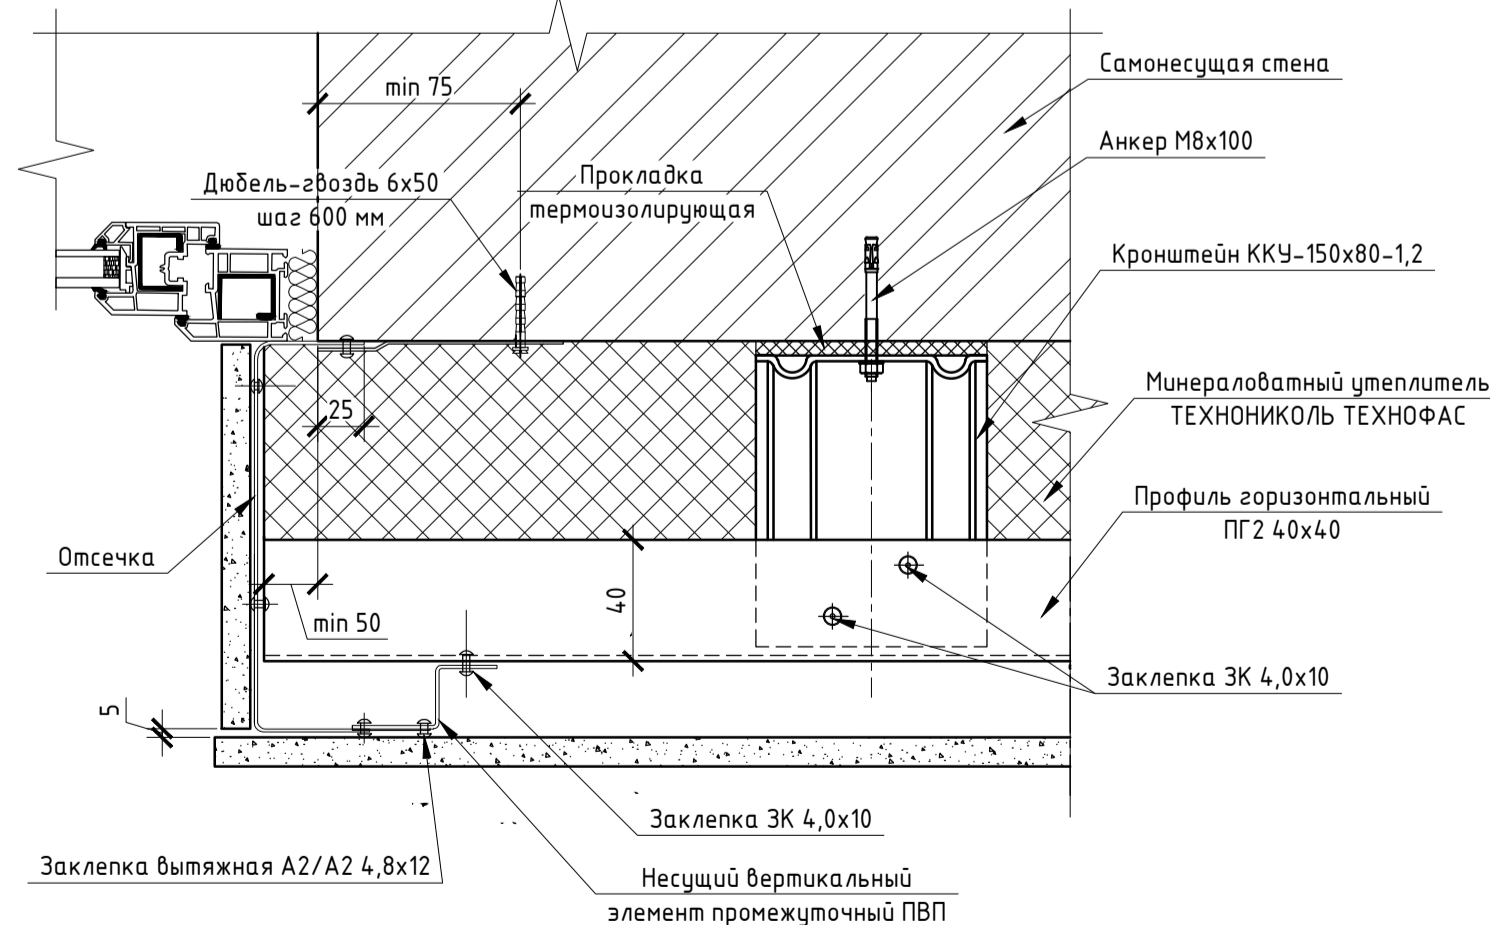 Самонесущая стена
min 75
Анкер М8х100
Дюбель-гвоздь 6х50
шаг 600 мм
Прокладка
термоизолирующая
Кронштейн ККУ-150х80-1,2
Минераловатный утеплитель
ТЕХНОНИКОЛЬ ТЕХНОФАС
25
Профиль горизонтальный
ПГ2 40х40
Отсечка
40
min 50
Заклепка ЗК 4,0х10
5
Заклепка ЗК 4,0х10
Заклепка вытяжная А2/А2 4,8х12
Несущий вертикальный
элемент промежуточный ПВП